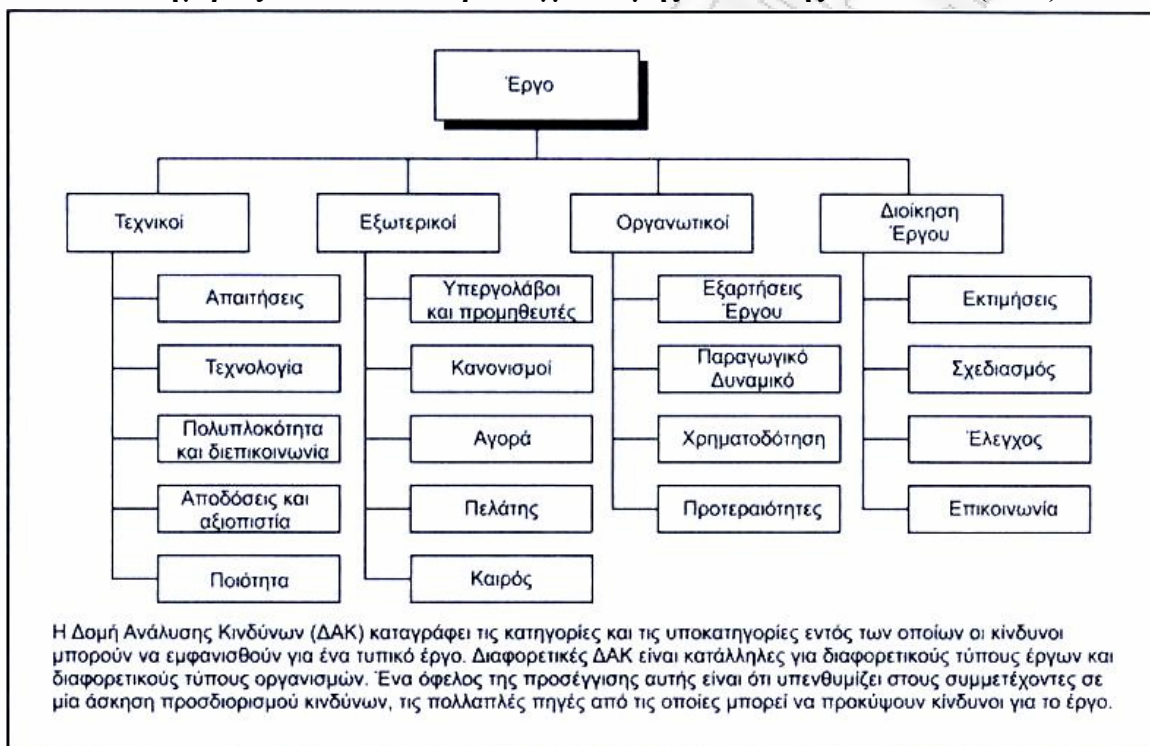 Έργο
Τεχνικοί
Εξωτερικοί
Οργανωτικοί
Διοίκηση
Έργου
Απαιτήσεις
Τεχνολογία
Πολυπλοκότητα
και διεπικοινωνία
Αποδόσεις και
αξιοπιστία
Ποιότητα
Υπεργολάβοι
και προμηθευτές
Κανονισμοί
Αγορά
Πελάτης
Καιρός
Εξαρτήσεις
Έργου
Παραγωγικό
Δυναμικό
Χρηματοδότηση
Προτεραιότητες
Εκτιμήσεις
Σχεδιασμός
Έλεγχος
Επικοινωνία
Η Δομή Ανάλυσης Κινδύνων (ΔΑΚ) καταγράφει τις κατηγορίες και τις υποκατηγορίες εντός των οποίων οι κίνδυνοι
μπορούν να εμφανισθούν για ένα τυπικό έργο. Διαφορετικές ΔΑΚ είναι κατάλληλες για διαφορετικούς τύπους έργων και
διαφορετικούς τύπους οργανισμών. Ένα όφελος της προσέγγισης αυτής είναι ότι υπενθυμίζει στους συμμετέχοντες σε
μία άσκηση προσδιορισμού κινδύνων, τις πολλαπλές πηγές από τις οποίες μπορεί να προκύψουν κίνδυνοι για το έργο.